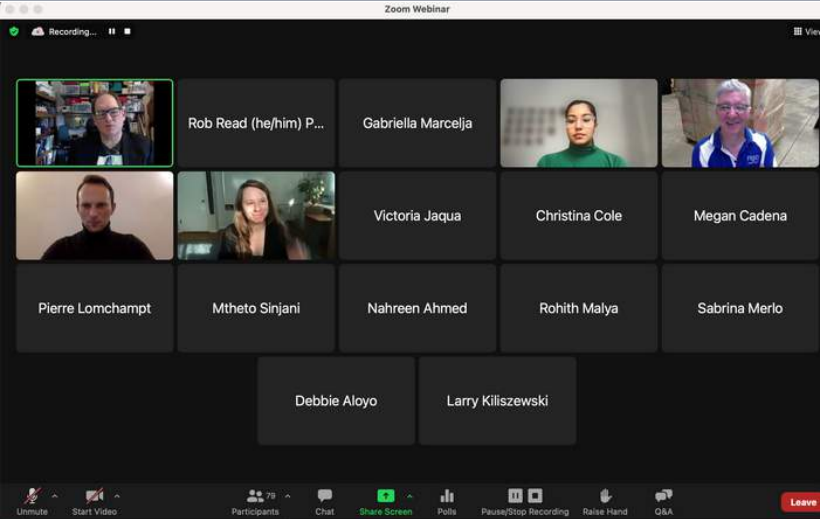 Zoom Webinar
Recording...
View
Rob Read (he/him) P...
Gabriella Marcelja
Victoria Jaqua
Christina Cole
Megan Cadena
Pierre Lomchampt
Mtheto Sinjani
Nahreen Ahmed
Rohith Malya
Sabrina Merlo
Debbie Aloyo
Larry Kiliszewski
79
Unmute
Start Video
Participants
Chat
Share Screen
Polls
Pause/Stop Recording
Raise Hand
Q&A
Leave